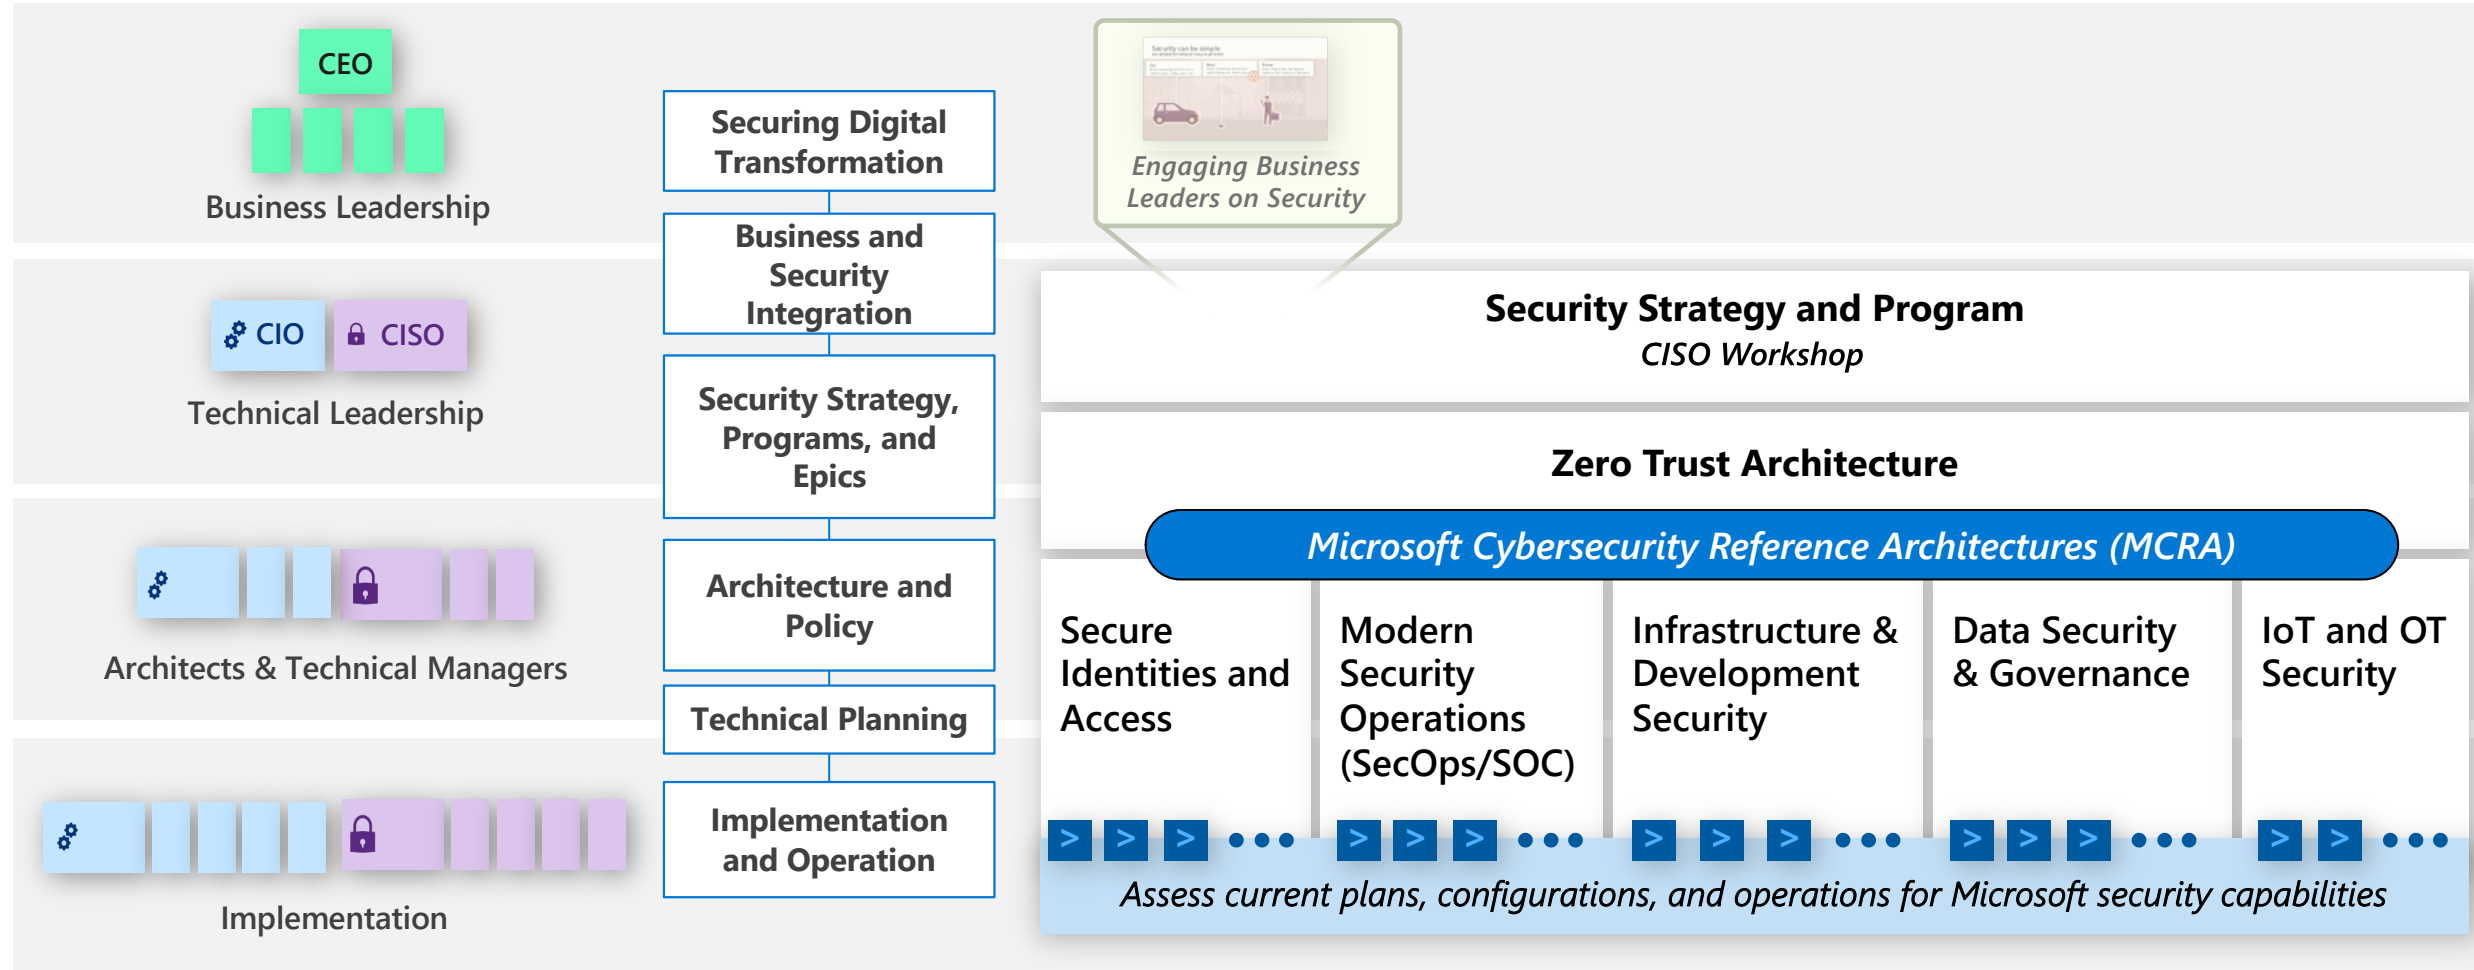 CEO
Business Leadership
CIO
CISO
Technical Leadership
Architects & Technical Managers
Implementation
Securing Digital
Transformation
Business and
Security
Integration
Security Strategy,
Programs, and
Epics
Architecture and
Policy
Technical Planning
Implementation
and Operation
Security can be simple
Engaging Business
Leaders on Security
Security Strategy and Program
CISO Workshop
Zero Trust Architecture
Microsoft Cybersecurity Reference Architectures (MCRA)
Secure
Identities and
Access
Modern
Security
Operations
(SecOps/SOC)
Infrastructure &
Development
Security
Data Security
& Governance
IoT and OT
Security
> > > ••• > > > ••• > > > ••• > > > ••• > > •••
Assess current plans, configurations, and operations for Microsoft security capabilities